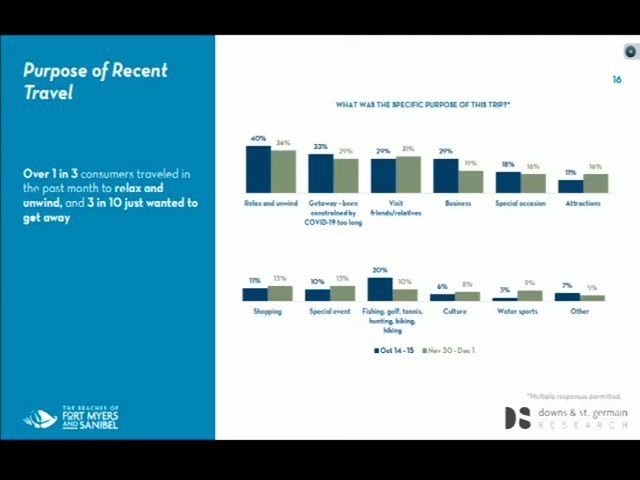 Purpose of Recent
Travel
16
WHAT WAS THE SPECIFIC PURPOSE OF THIS TRIP?*
Over 1 in 3 consumers traveled in
the past month to relax and
unwind, and 3 in 10 just wanted to
get away
40% 36% 33% 29% 29% 31% 29% 19% 18% 16% 11% 16%
Relax and unwind Getaway - been Visit Business Special occasion Attractions
constrained by friends/relatives
COVID-19 too long
11% 13% 10% 13% 20% 10% 6% 8% 3% 9% 7% 5%
Shopping Special event Fishing, golf, tennis, Culture Water sports Other
hunting, biking,
hiking
Oct 14 - 15 Nov 30 - Dec 1
*Multiple responses permitted.
THE BEACHES OF
FORT MYERS
AND SANIBEL
downs & st. germain
RESEARCH